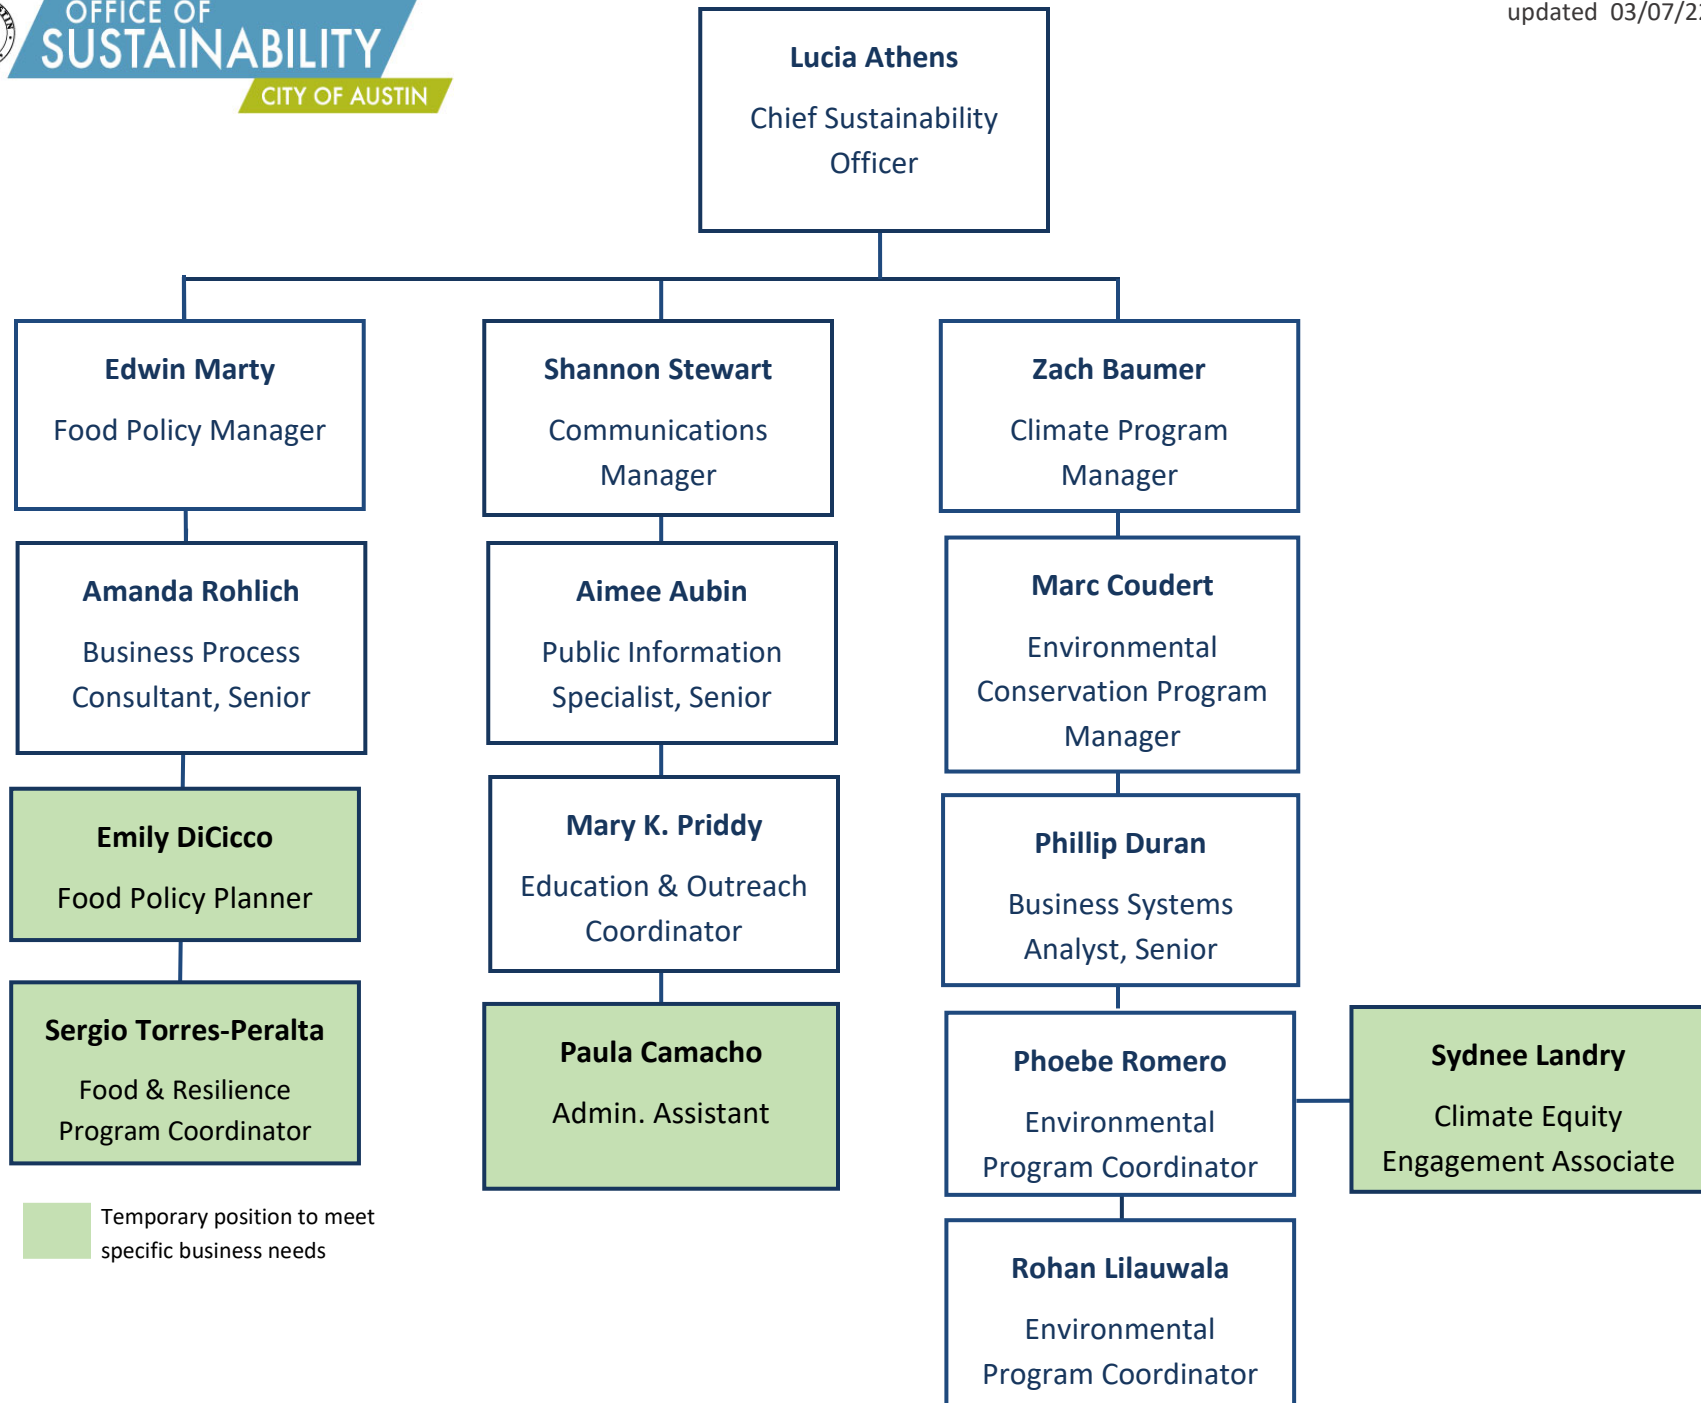 OFFICE OF
SUSTAINABILITY
CITY OF AUSTIN
updated 03/07/22
Lucia Athens
Chief Sustainability
Officer
Edwin Marty
Food Policy Manager
Shannon Stewart
Communications
Manager
Zach Baumer
Climate Program
Manager
Amanda Rohlich
Business Process
Consultant, Senior
Aimee Aubin
Public Information
Specialist, Senior
Marc Coudert
Environmental
Conservation Program
Manager
Emily DiCicco
Food Policy Planner
Mary K. Priddy
Education & Outreach
Coordinator
Phillip Duran
Business Systems
Analyst, Senior
Sergio Torres-Peralta
Food & Resilience
Program Coordinator
Paula Camacho
Admin. Assistant
Phoebe Romero
Environmental
Program Coordinator
Sydnee Landry
Climate Equity
Engagement Associate
Temporary position to meet
specific business needs
Rohan Lilauwala
Environmental
Program Coordinator